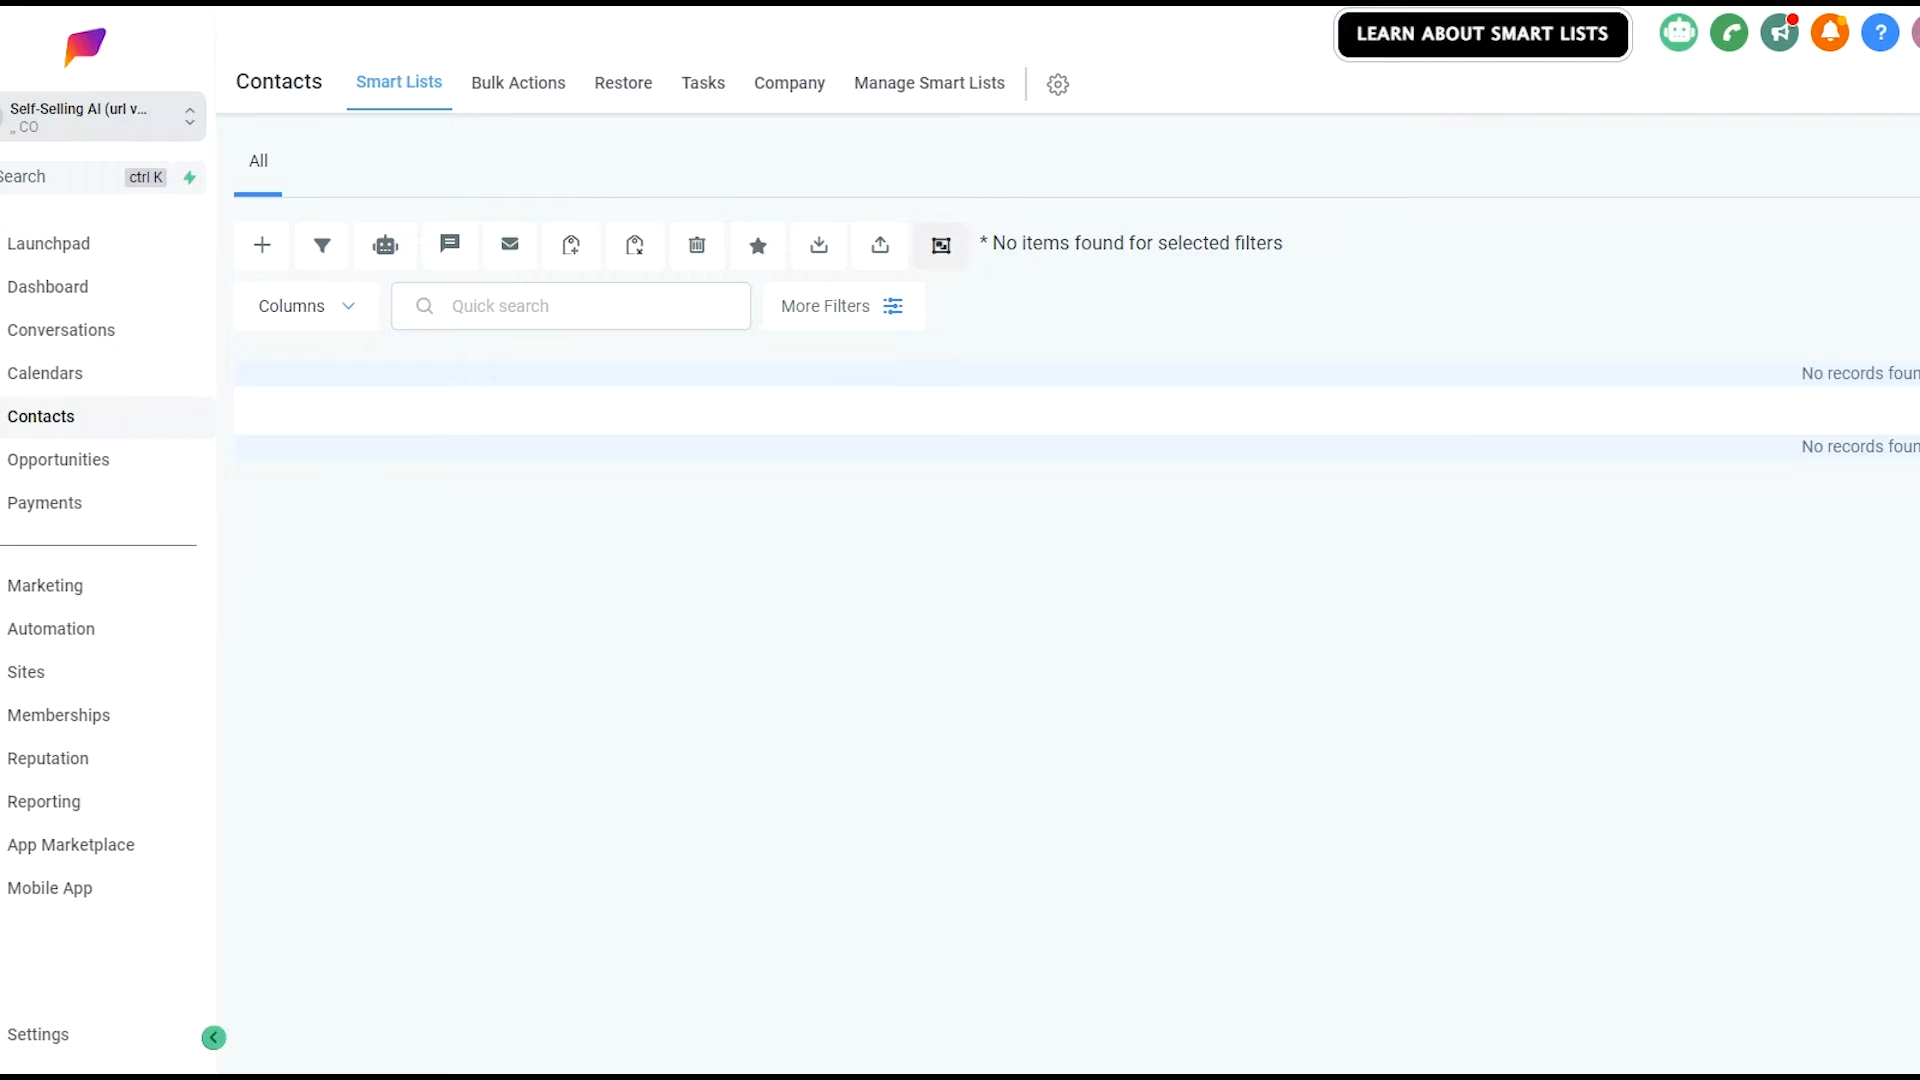 LEARN ABOUT SMART LISTS
?
Contacts
Smart Lists
Bulk Actions
Restore
Tasks
Company
Manage Smart Lists
Self-Selling AI (url v...
,, CO
Search
ctrl K
All
* No items found for selected filters
Columns
Quick search
More Filters
No records foun
No records foun
Launchpad
Dashboard
Conversations
Calendars
Contacts
Opportunities
Payments
Marketing
Automation
Sites
Memberships
Reputation
Reporting
App Marketplace
Mobile App
Settings